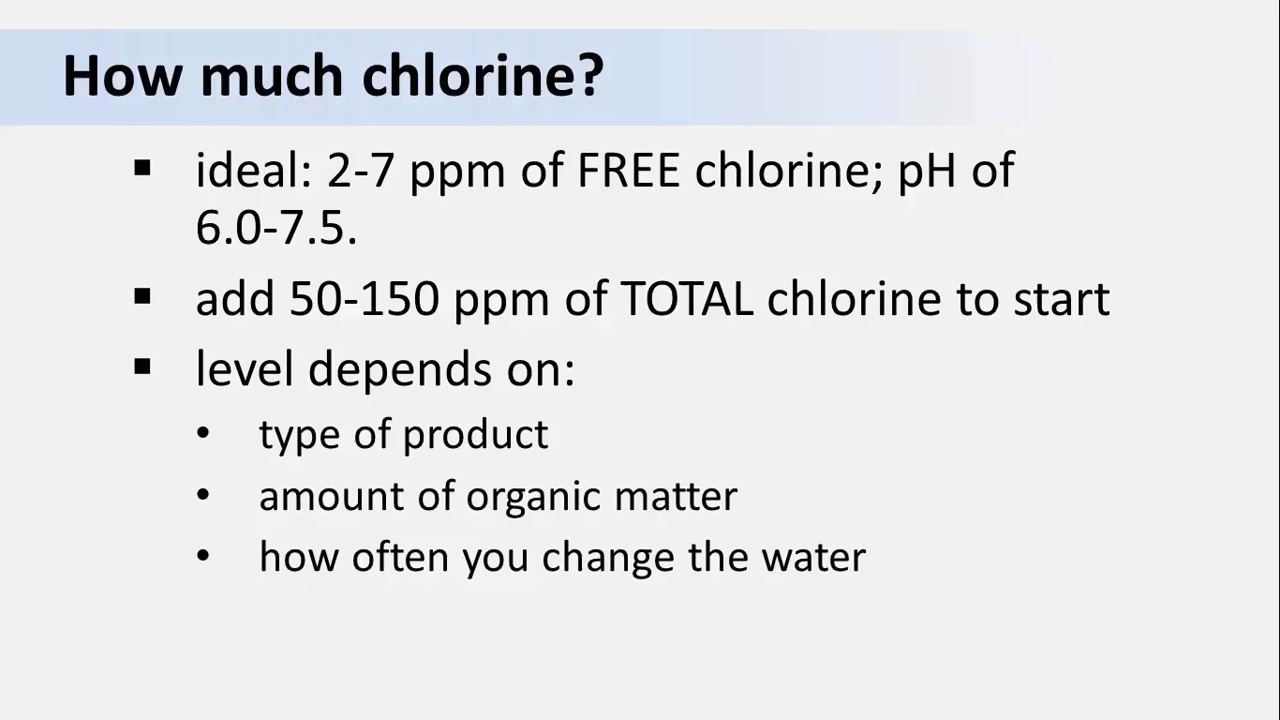 How much chlorine?
▪ ideal: 2-7 ppm of FREE chlorine; pH of
6.0-7.5.
▪ add 50-150 ppm of TOTAL chlorine to start
▪ level depends on:
• type of product
• amount of organic matter
• how often you change the water